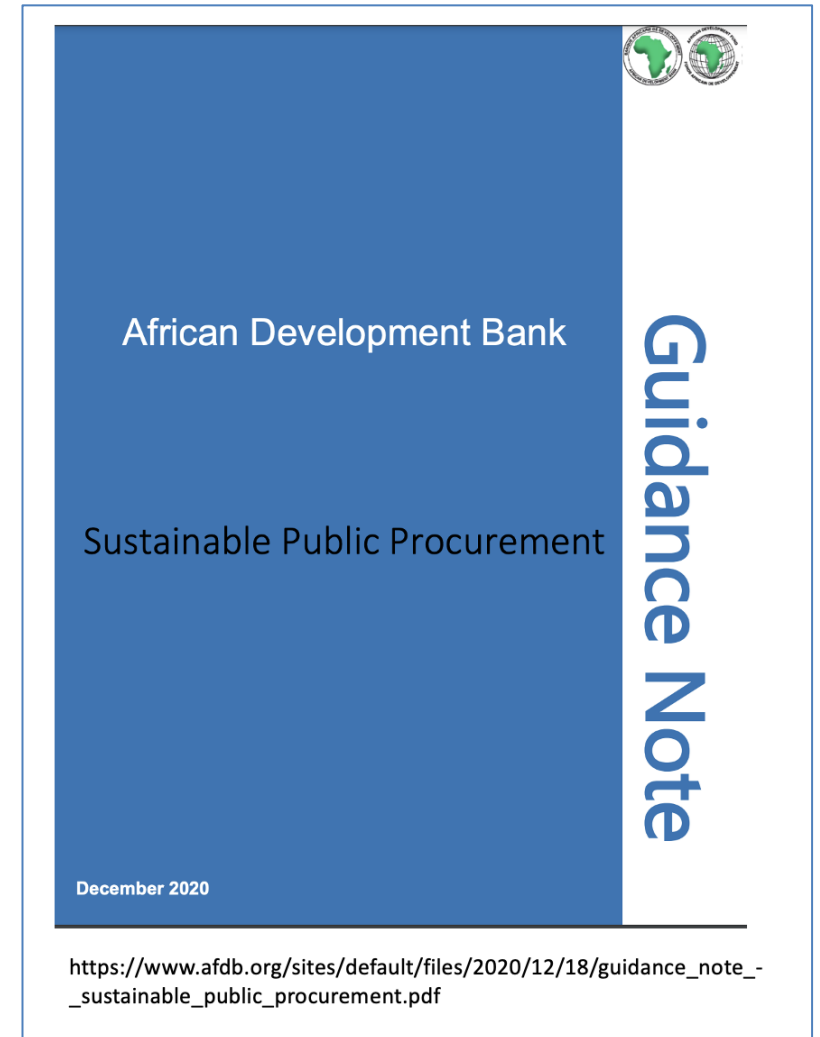 African Development Bank
Sustainable Public Procurement
Guidance Note
December 2020
https://www.afdb.org/sites/default/files/2020/12/18/guidance_note_-
_sustainable_public_procurement.pdf